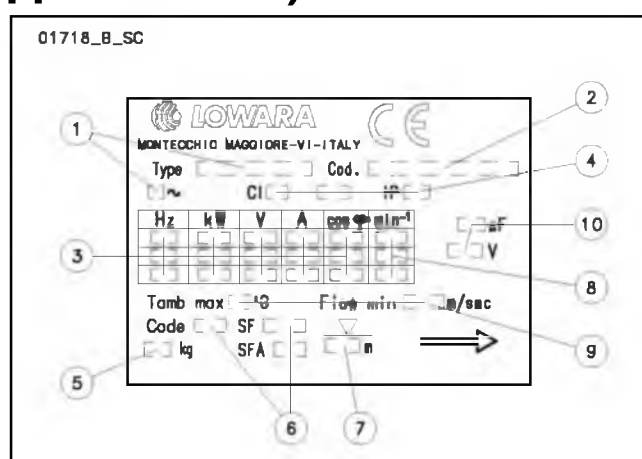 01718_B_SC
LOWARA CE
MONTECCHIO MAGGIORE-VI-ITALY
Type Cod.
~ Cl IP
Hz kW V A cosφ min⁻¹
µF
V
Tamb max °C Flow min m/sec
Code SF
kg SFA m
1
2
3
4
5
6
7
8
9
10